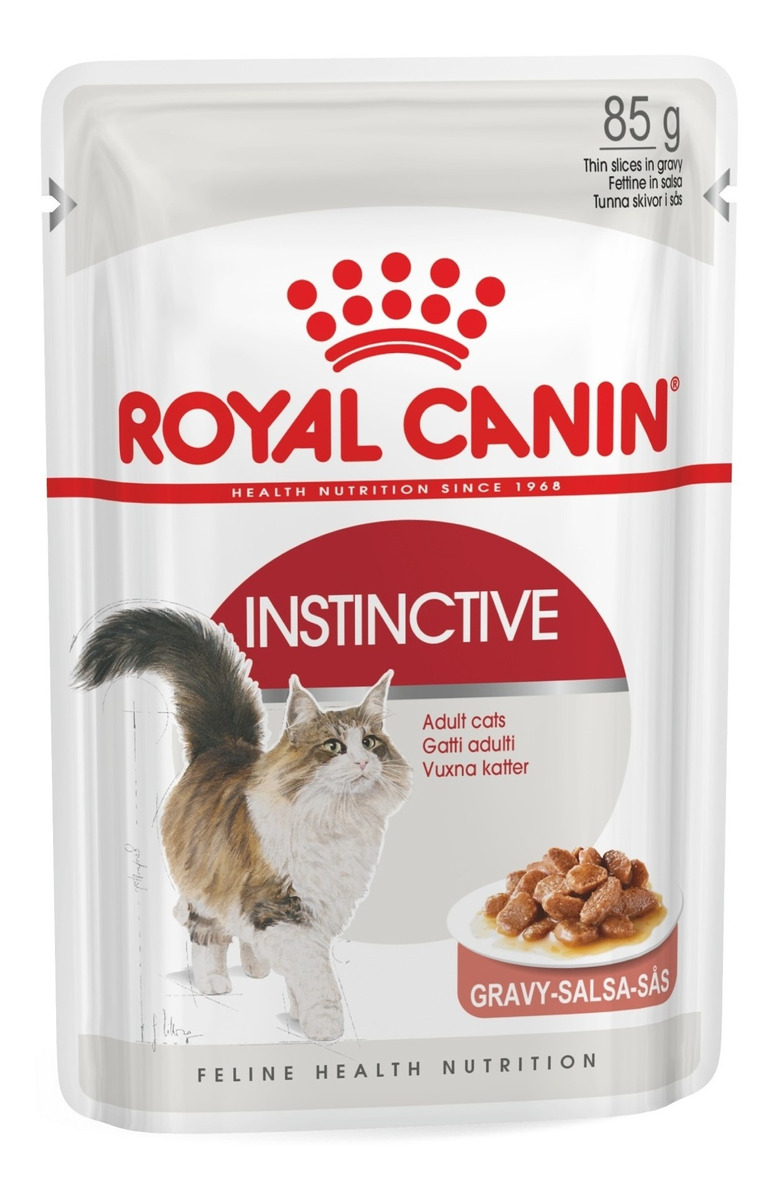 85 g
Thin slices in gravy
Fettine in salsa
Tunna skivor i sås
ROYAL CANIN®
HEALTH NUTRITION SINCE 1968
INSTINCTIVE
Adult cats
Gatti adulti
Vuxna katter
GRAVY-SALSA-SÅS
FELINE HEALTH NUTRITION